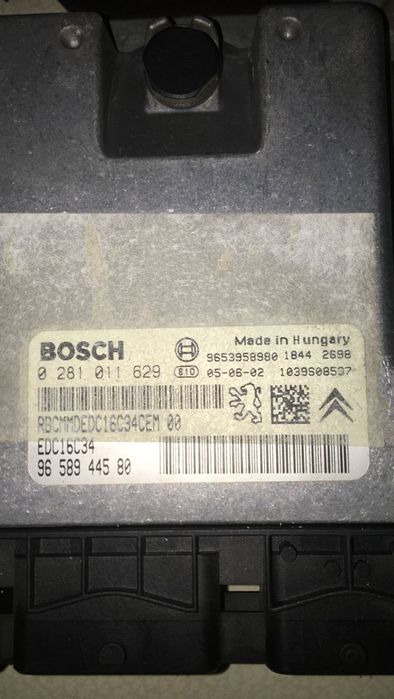 BOSCH
Made in Hungary
9653958980 1844 2698
0 281 011 629 810 05-06-02 1039S08537
RBCMMDEDC16C34CEM 00
EDC16C34
96 589 445 80